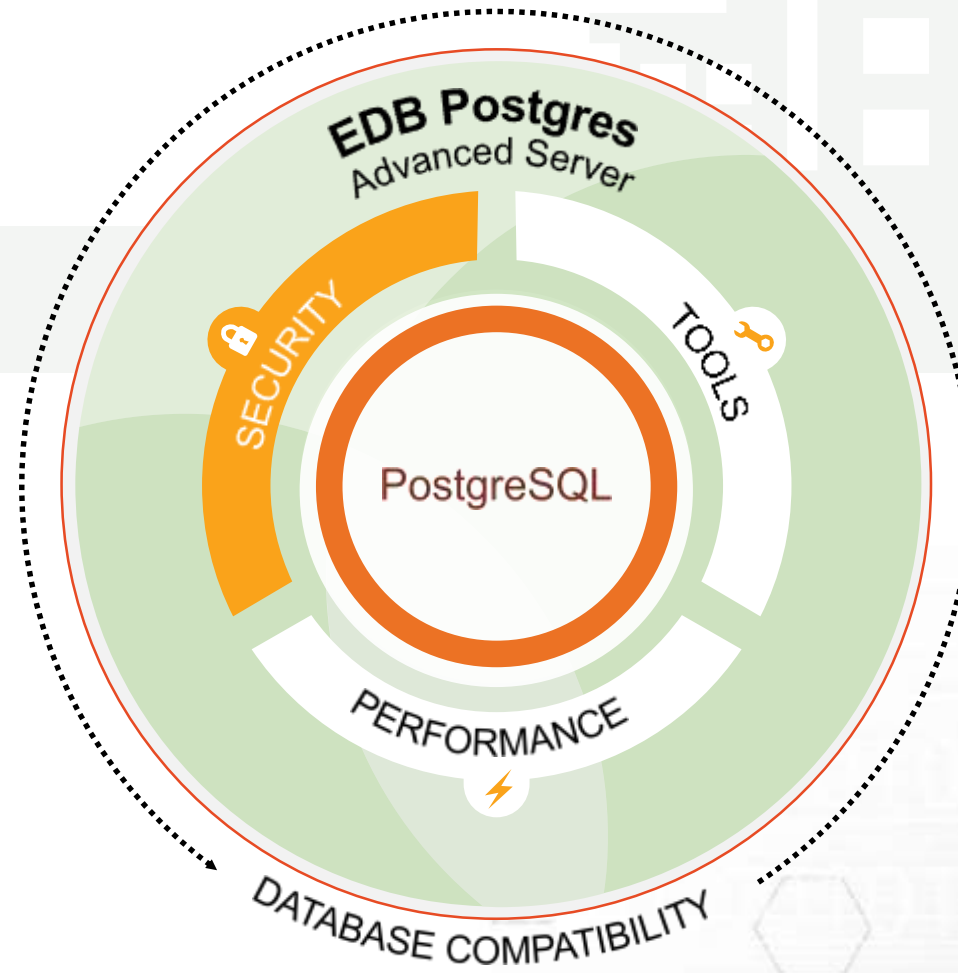 EDB Postgres
Advanced Server
SECURITY
TOOLS
PostgreSQL
PERFORMANCE
DATABASE COMPATIBILITY